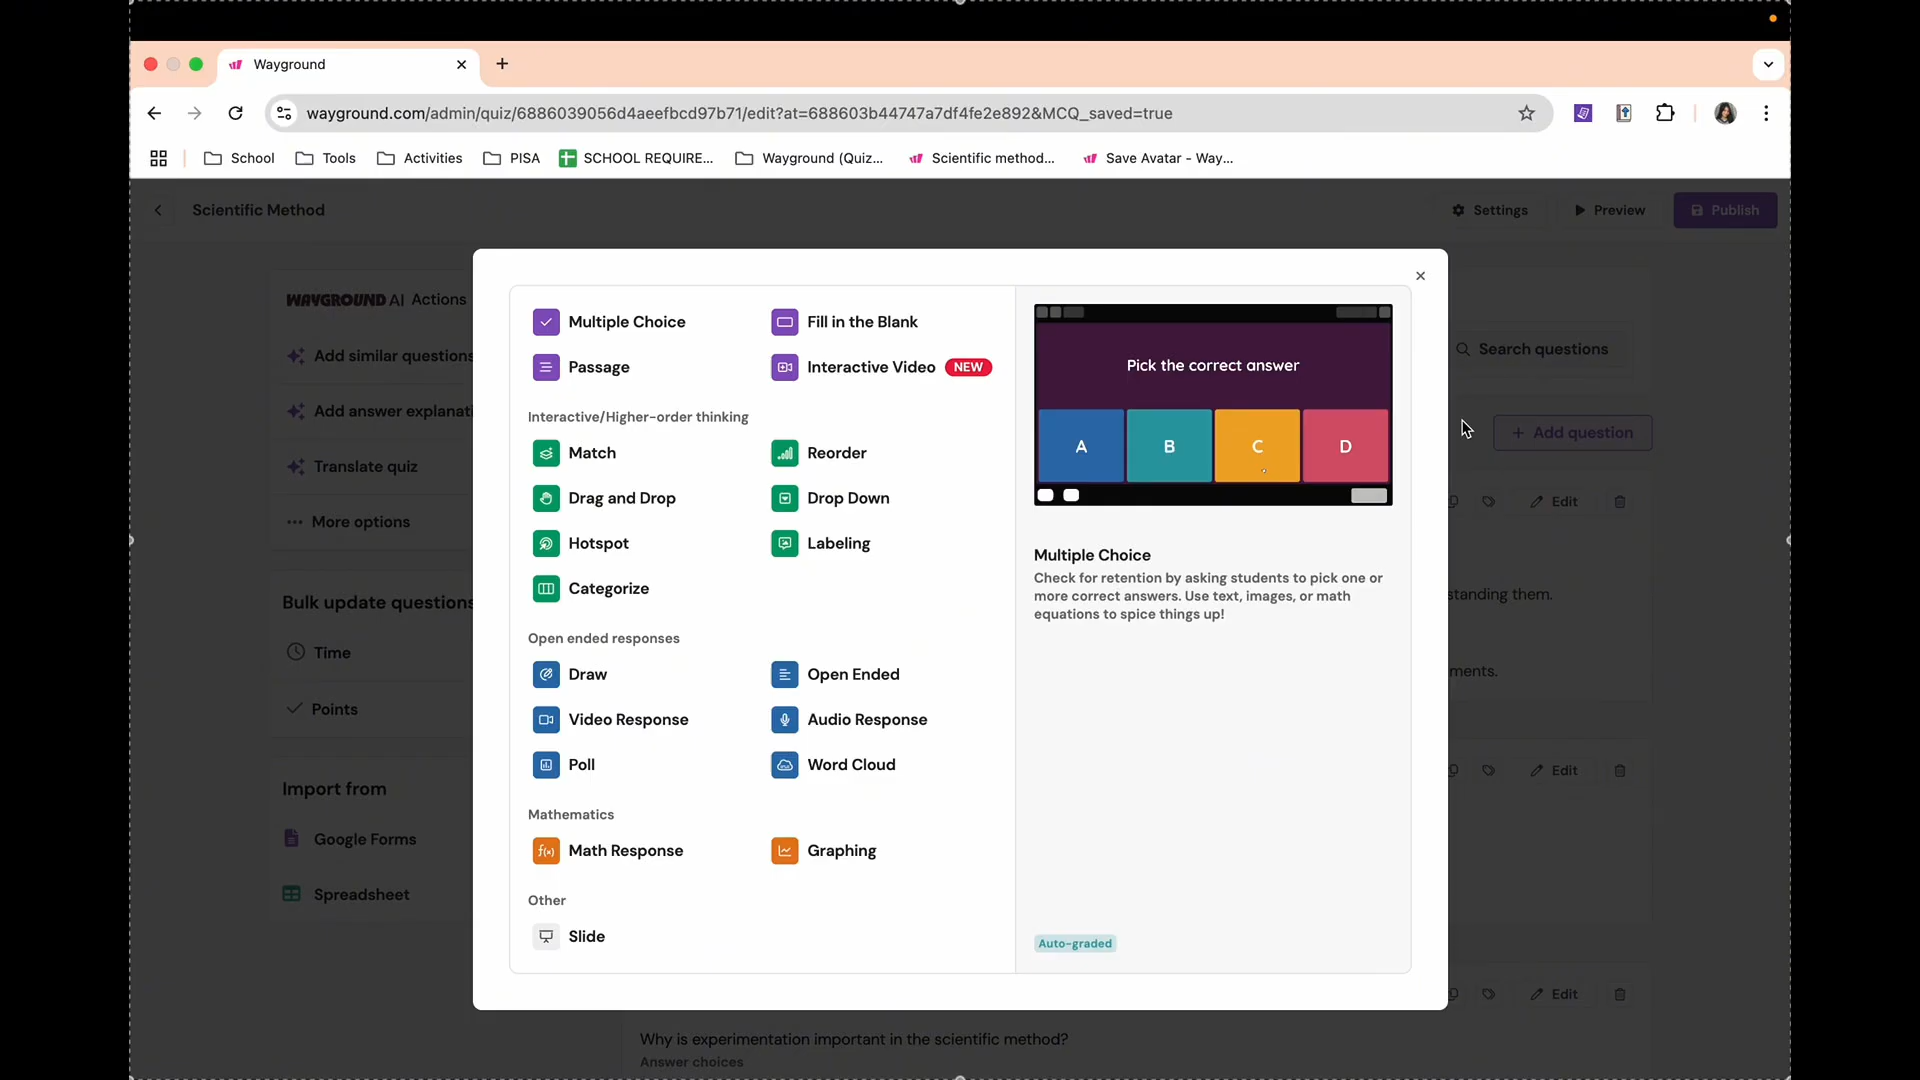 Wayground
wayground.com/admin/quiz/6886039056d4aeefbcd97b71/edit?at=688603b44747a7df4fe2e892&MCQ_saved=true
School
Tools
Activities
PISA
SCHOOL REQUIRE...
Wayground (Quiz...
Scientific method...
Save Avatar - Way...
Scientific Method
Settings
Preview
Publish
WAYGROUND AI Actions
Add similar questions
Add answer explanati
Translate quiz
More options
Bulk update questions
Time
Points
Import from
Google Forms
Spreadsheet
Multiple Choice
Fill in the Blank
Passage
Interactive Video NEW
Interactive/Higher-order thinking
Match
Reorder
Drag and Drop
Drop Down
Hotspot
Labeling
Categorize
Open ended responses
Draw
Open Ended
Video Response
Audio Response
Poll
Word Cloud
Mathematics
f(x) Math Response
Graphing
Other
Slide
Pick the correct answer
A
B
C
D
Multiple Choice
Check for retention by asking students to pick one or
more correct answers. Use text, images, or math
equations to spice things up!
Auto-graded
Search questions
+ Add question
Edit
standing them.
ments.
Edit
Edit
Why is experimentation important in the scientific method?
Answer choices